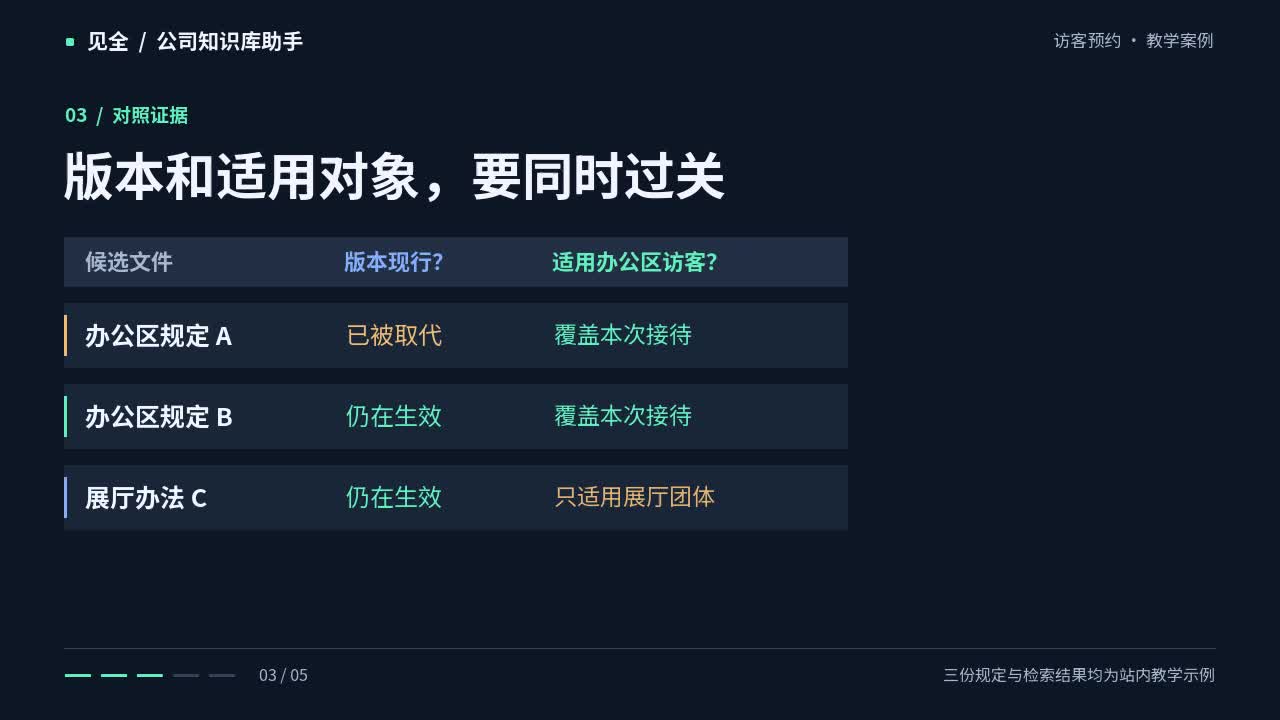 见全 / 公司知识库助手
访客预约 · 教学案例
03 / 对照证据
版本和适用对象，要同时过关
候选文件 版本现行？ 适用办公区访客？
办公区规定 A 已被取代 覆盖本次接待
办公区规定 B 仍在生效 覆盖本次接待
展厅办法 C 仍在生效 只适用展厅团体
03 / 05
三份规定与检索结果均为站内教学示例